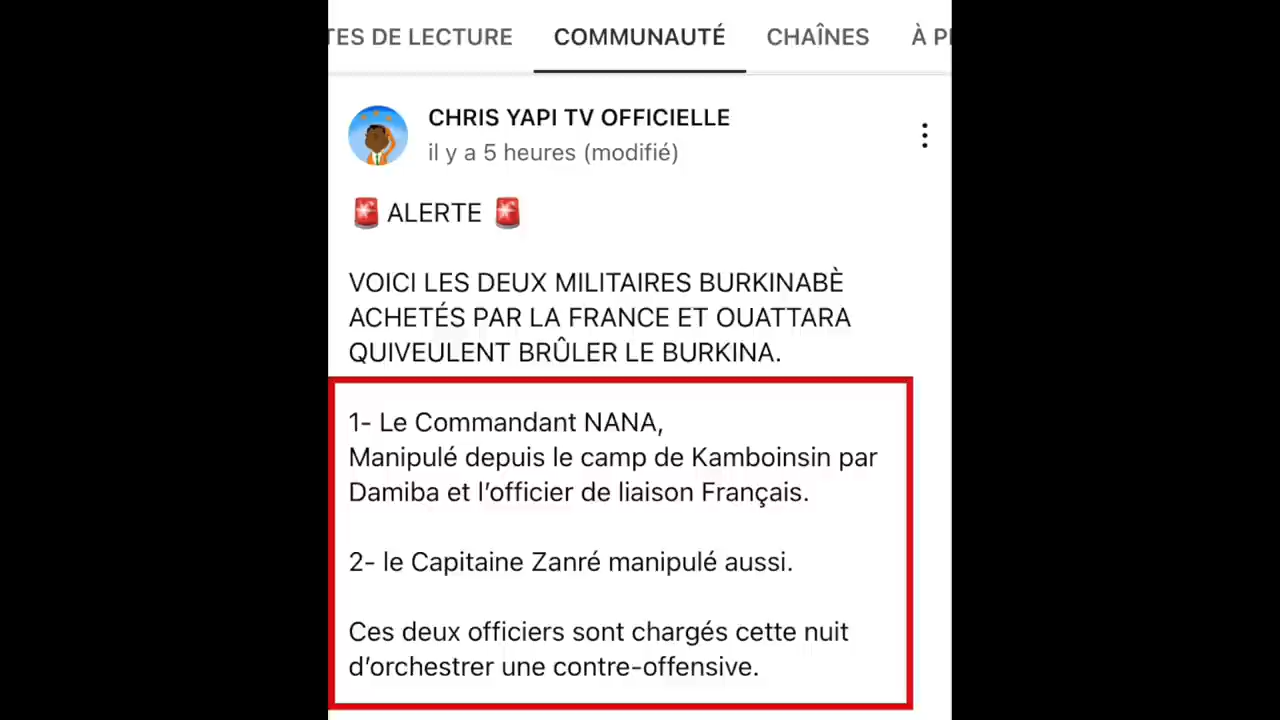 TES DE LECTURE COMMUNAUTÉ CHAÎNES À
CHRIS YAPI TV OFFICIELLE
il y a 5 heures (modifié)
🚨 ALERTE 🚨
VOICI LES DEUX MILITAIRES BURKINABÈ
ACHETÉS PAR LA FRANCE ET OUATTARA
QUIVEULENT BRÛLER LE BURKINA.
1- Le Commandant NANA,
Manipulé depuis le camp de Kamboinsin par
Damiba et l’officier de liaison Français.
2- le Capitaine Zanré manipulé aussi.
Ces deux officiers sont chargés cette nuit
d’orchestrer une contre-offensive.